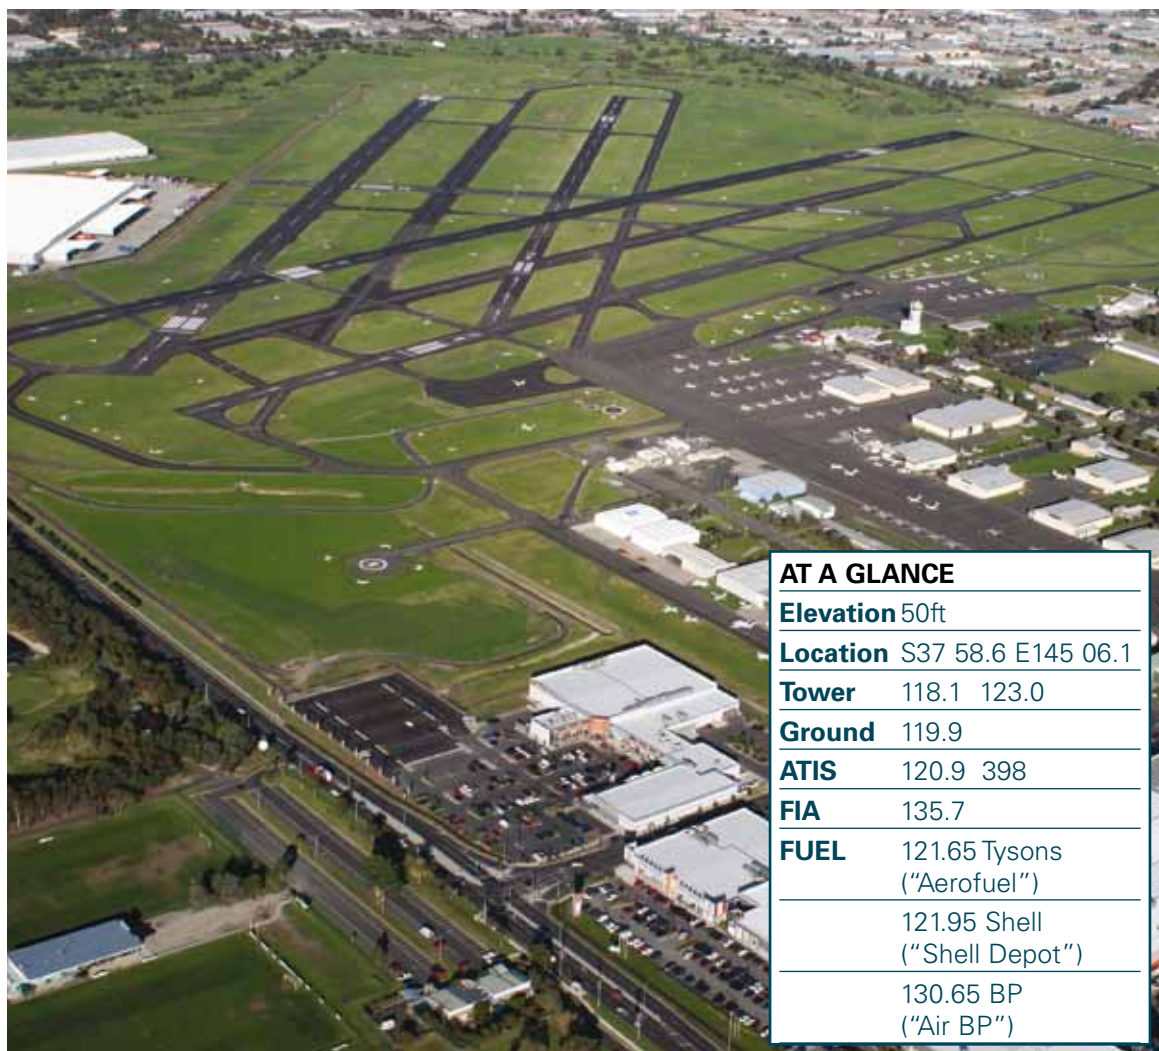 AT A GLANCE
Elevation 50ft
Location S37 58.6 E145 06.1
Tower 118.1 123.0
Ground 119.9
ATIS 120.9 398
FIA 135.7
FUEL 121.65 Tysons
(“Aerofuel”)
121.95 Shell
(“Shell Depot”)
130.65 BP
(“Air BP”)